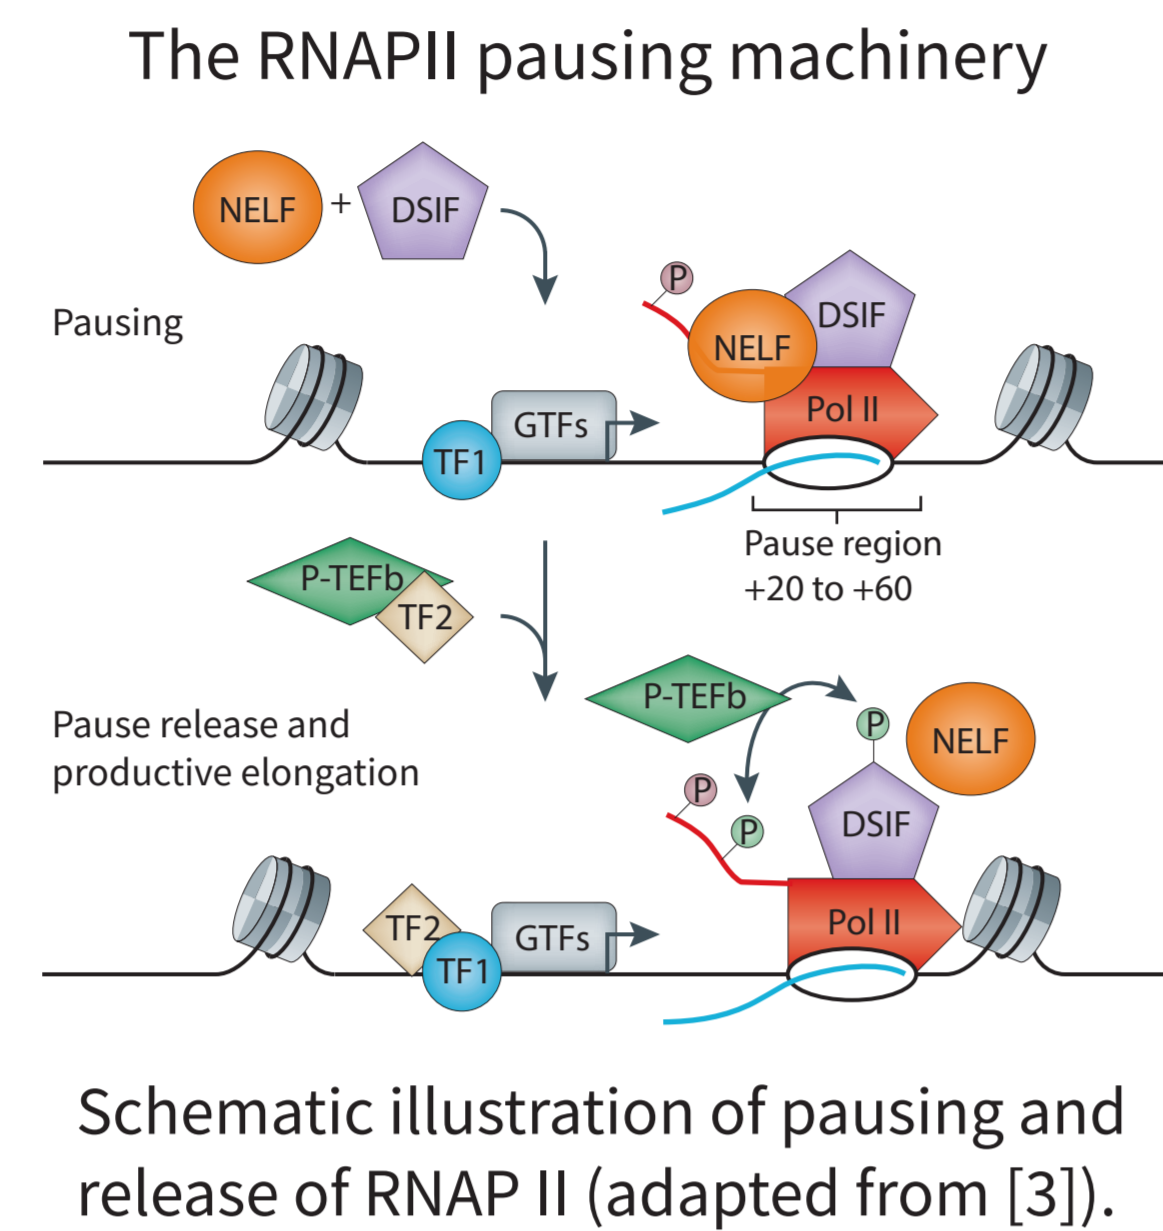 The RNAPII pausing machinery
NELF + DSIF
P
DSIF
Pausing
NELF
Pol II
GTFs
TF1
Pause region
+20 to +60
P-TEFb
TF2
P-TEFb
P
NELF
Pause release and
productive elongation
P
P
DSIF
TF2
GTFs
Pol II
TF1
Schematic illustration of pausing and
release of RNAP II (adapted from [3]).